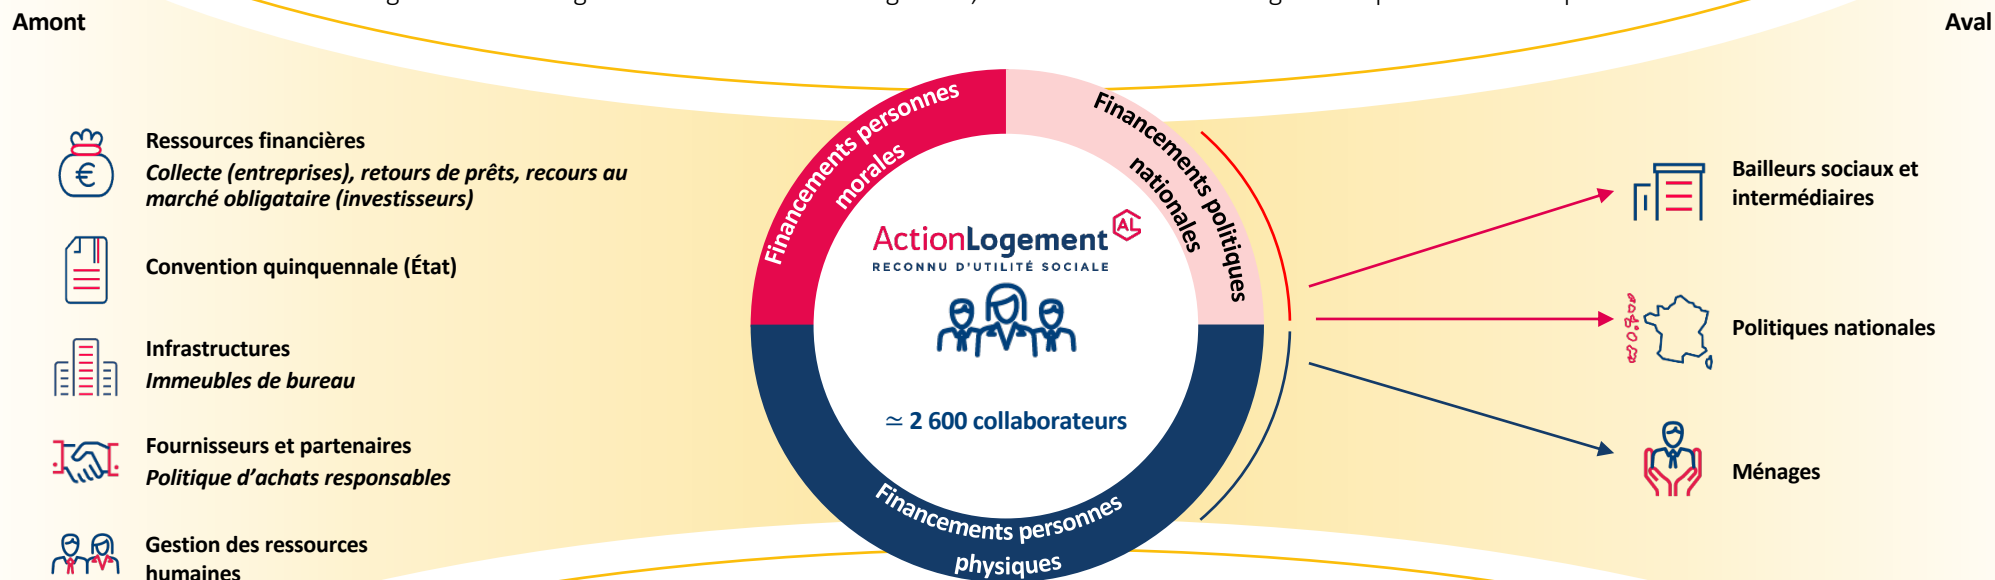 Amont
Aval
Ressources financières
Collecte (entreprises), retours de prêts, recours au
marché obligataire (investisseurs)
Convention quinquennale (État)
Infrastructures
Immeubles de bureau
Fournisseurs et partenaires
Politique d'achats responsables
Gestion des ressources
humaines
Financements personnes
morales
Financements politiques
nationales
ActionLogement AL
RECONNU D'UTILITÉ SOCIALE
≃ 2 600 collaborateurs
Financements personnes
physiques
Bailleurs sociaux et
intermédiaires
Politiques nationales
Ménages